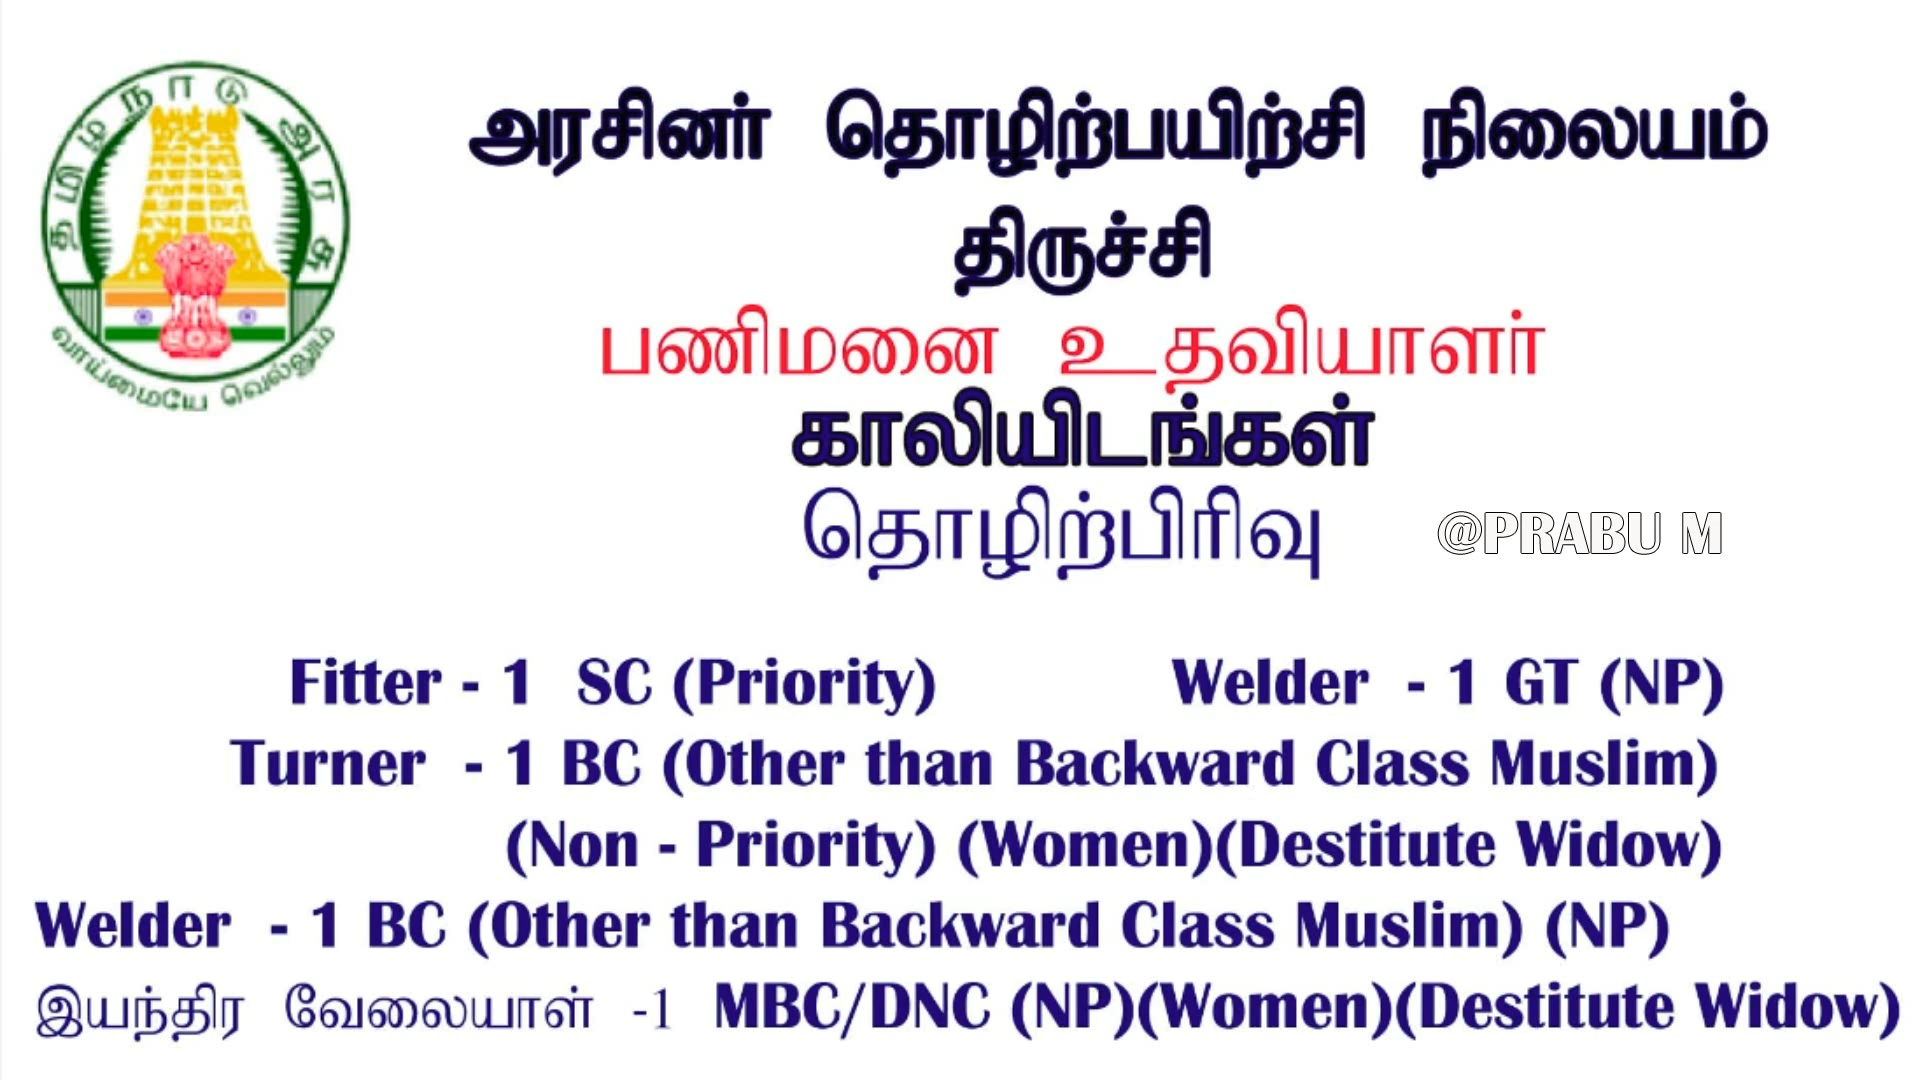 தமிழ்நாடு அரசு
வாய்மையே வெல்லும்
அரசினர் தொழிற்பயிற்சி நிலையம்
திருச்சி
பணிமனை உதவியாளர்
காலியிடங்கள்
தொழிற்பிரிவு
@PRABU M
Fitter - 1 SC (Priority) Welder - 1 GT (NP)
Turner - 1 BC (Other than Backward Class Muslim)
(Non - Priority) (Women)(Destitute Widow)
Welder - 1 BC (Other than Backward Class Muslim) (NP)
இயந்திர வேலையாள் -1 MBC/DNC (NP)(Women)(Destitute Widow)